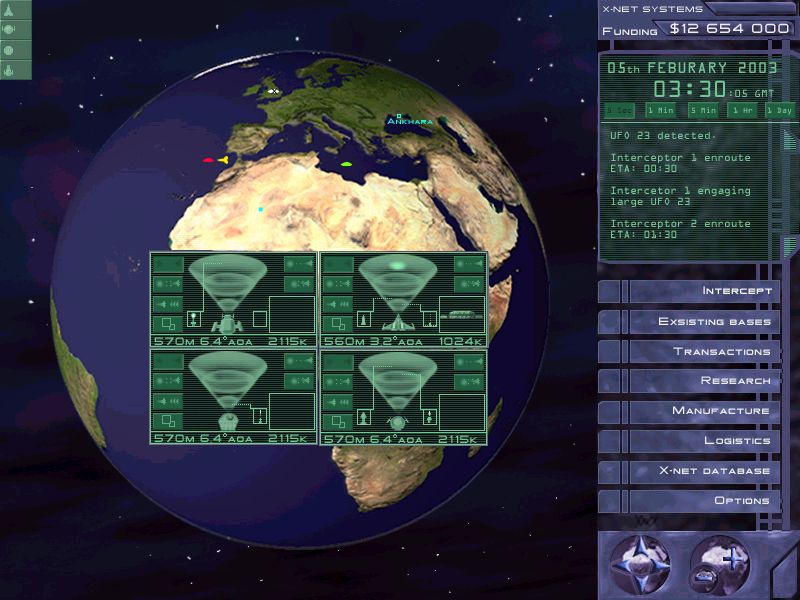 X-NET SYSTEMS
FUNDING $12 654 000
05th FEBURARY 2003
03:30:05 GMT
5 Sec 1 Min 5 Min 1 Hr 1 Day
UFO 23 detected.
Interceptor 1 enroute
ETA: 00:30
Intercetor 1 engaging
large UFO 23
Interceptor 2 enroute
ETA: 01:30
ANKHARA
570M 6.4°AOA 2115K
560M 3.2°AOA 1024K
570M 6.4°AOA 2115K
570M 6.4°AOA 2115K
INTERCEPT
EXSISTING BASES
TRANSACTIONS
RESEARCH
MANUFACTURE
LOGISTICS
X-NET DATABASE
OPTIONS